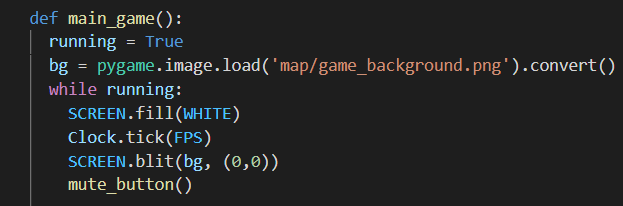 def main_game():
  running = True
  bg = pygame.image.load('map/game_background.png').convert()
  while running:
    SCREEN.fill(WHITE)
    Clock.tick(FPS)
    SCREEN.blit(bg, (0,0))
    mute_button()